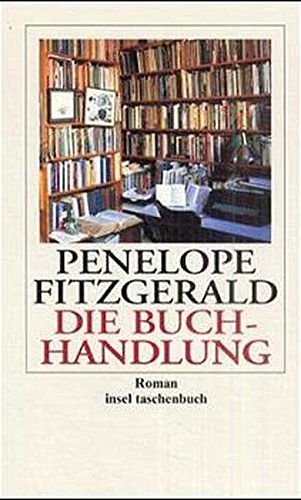 PENELOPE
FITZGERALD
DIE BUCH-
HANDLUNG
Roman
insel taschenbuch